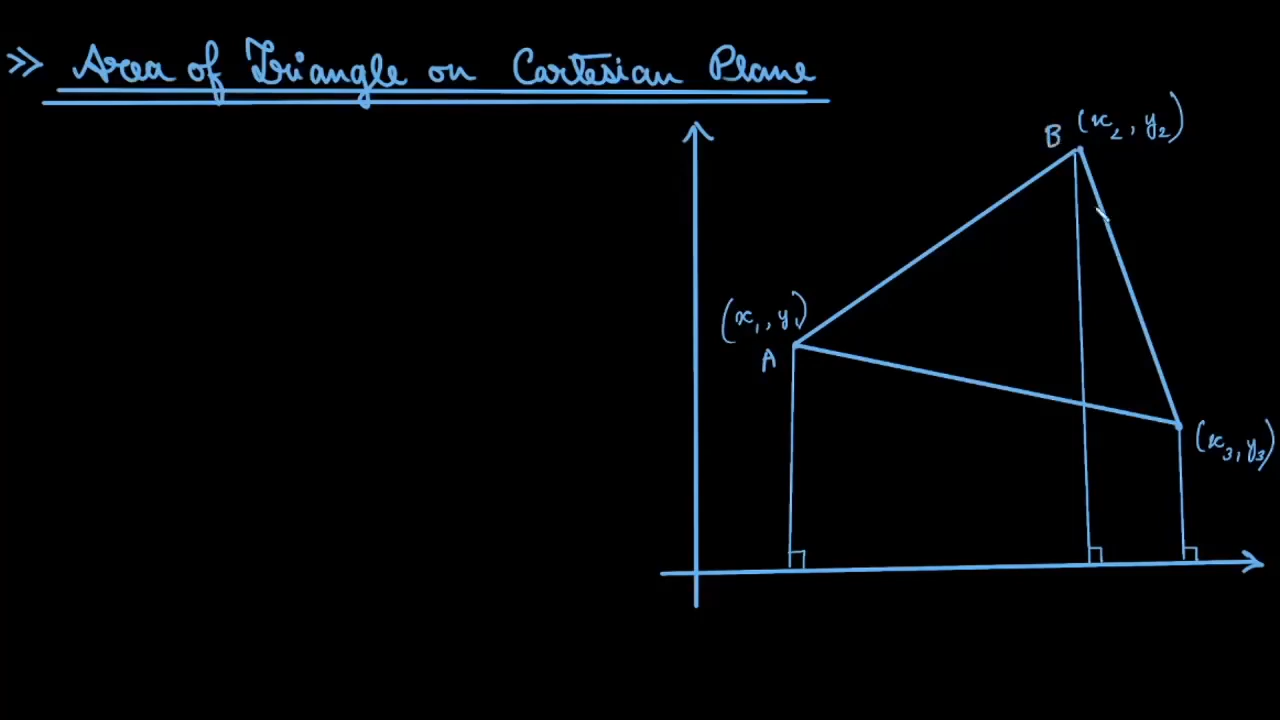 >> Area of Triangle on Cartesian Plane
B (x₂, y₂)
(x₁, y₁)
A
(x₃, y₃)